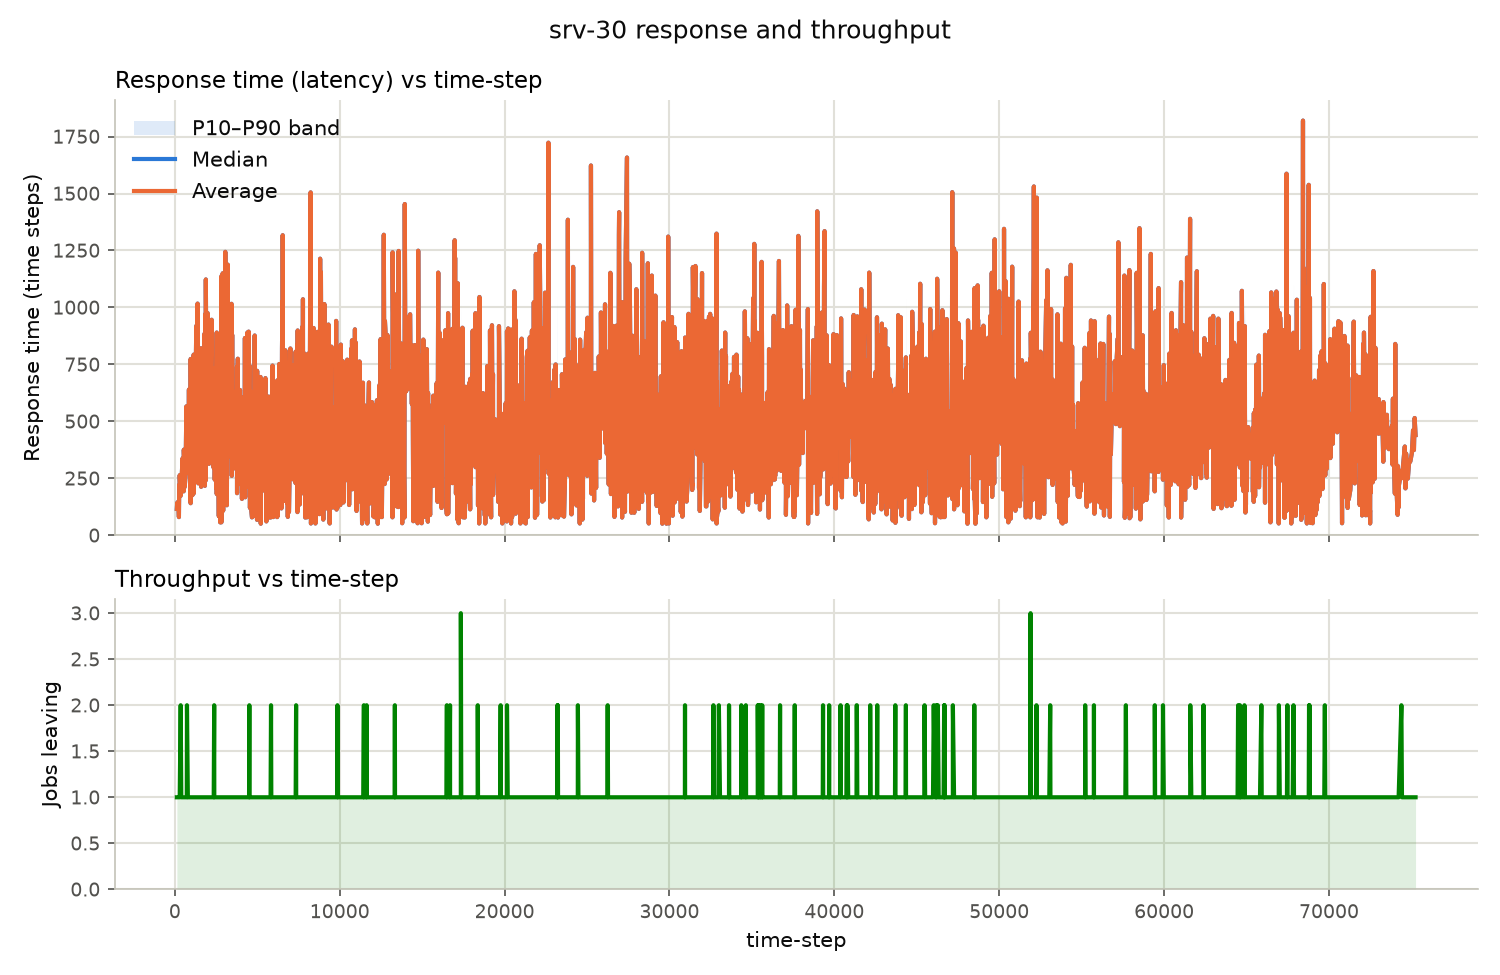 srv-30 response and throughput
Response time (latency) vs time-step
P10–P90 band
Median
Average
Response time (time steps)
1750
1500
1250
1000
750
500
250
0
Throughput vs time-step
Jobs leaving
3.0
2.5
2.0
1.5
1.0
0.5
0.0
0 10000 20000 30000 40000 50000 60000 70000
time-step